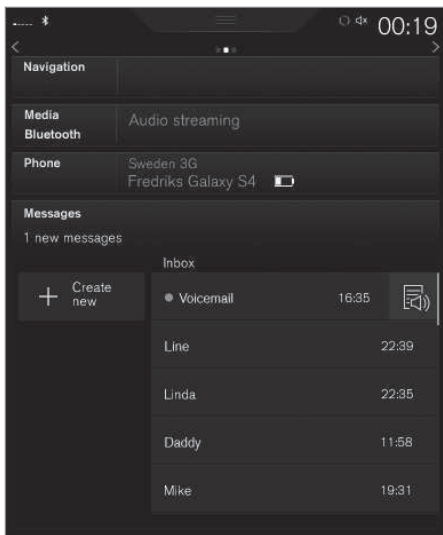 00:19
Navigation
Media
Bluetooth
Audio streaming
Phone
Sweden 3G
Fredriks Galaxy S4
Messages
1 new messages
Inbox
Create
new
Voicemail 16:35
Line 22:39
Linda 22:35
Daddy 11:58
Mike 19:31